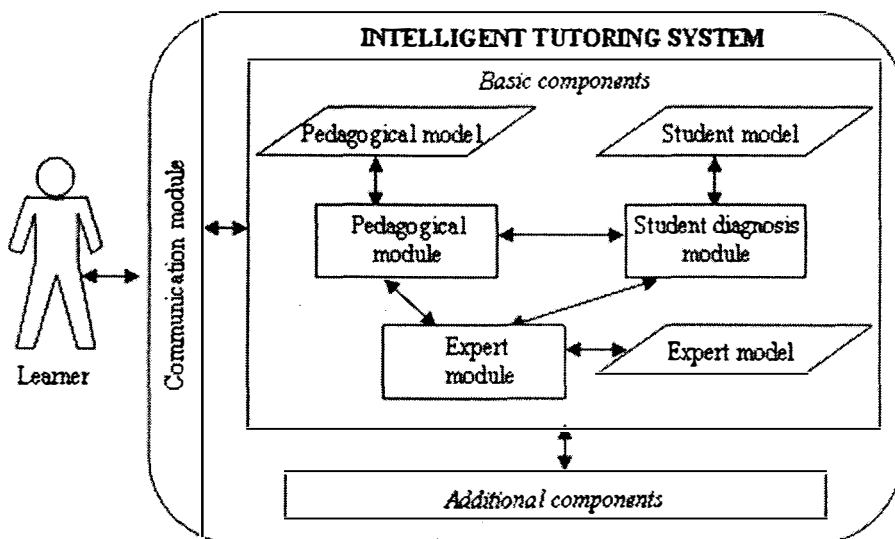 INTELLIGENT TUTORING SYSTEM
Basic components
Pedagogical model
Student model
Communication module
Pedagogical
module
Student diagnosis
module
Expert
module
Expert model
Learner
Additional components